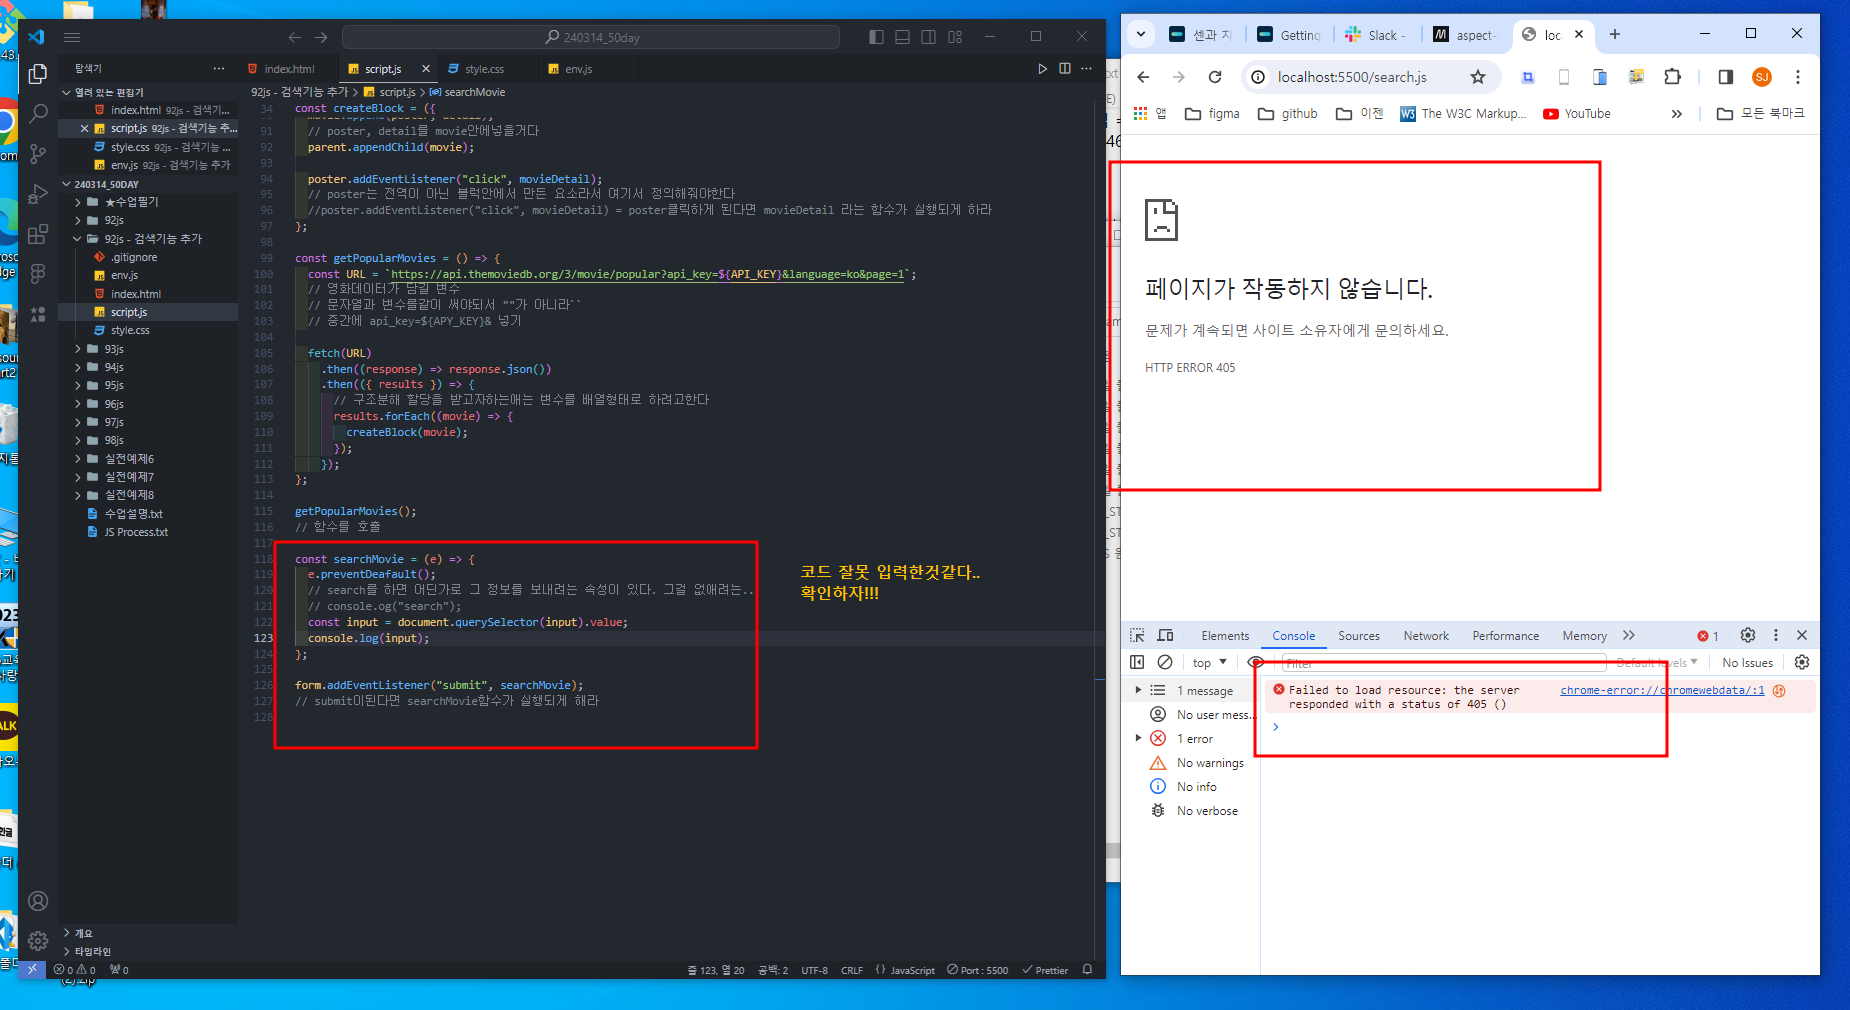 240314_50day
탐색기
열려 있는 편집기
index.html 92js - 검색기...
script.js 92js - 검색기능 추...
style.css 92js - 검색기능 ...
env.js 92js - 검색기능 추가
240314_50DAY
★수업필기
92js
92js - 검색기능 추가
.gitignore
env.js
index.html
script.js
style.css
93js
94js
95js
96js
97js
98js
실전예제6
실전예제7
실전예제8
수업설명.txt
JS Process.txt
개요
타임라인
index.html
script.js
style.css
env.js
92js - 검색기능 추가 > script.js > searchMovie
34 const createBlock = ({
91 // poster, detail를 movie안에넣을거다
92 parent.appendChild(movie);
93
94 poster.addEventListener("click", movieDetail);
95 // poster는 전역이 아닌 블럭안에서 만든 요소라서 여기서 정의해줘야한다
96 //poster.addEventListener("click", movieDetail) = poster클릭하게 된다면 movieDetail 라는 함수가 실행되게 하라
97 };
98
99 const getPopularMovies = () => {
100 const URL = `https://api.themoviedb.org/3/movie/popular?api_key=${API_KEY}&language=ko&page=1`;
101 // 영화데이터가 담길 변수
102 // 문자열과 변수를같이 써야되서 ""가 아니라``
103 // 중간에 api_key=${APY_KEY}& 넣기
104
105 fetch(URL)
106 .then((response) => response.json())
107 .then(({ results }) => {
108 // 구조분해 할당을 받고자하는애는 변수를 배열형태로 하려고한다
109 results.forEach((movie) => {
110 createBlock(movie);
111 });
112 });
113 };
114
115 getPopularMovies();
116 // 함수를 호출
117
118 const searchMovie = (e) => {
119 e.preventDeafault();
120 // search를 하면 어딘가로 그 정보를 보내려는 속성이 있다. 그걸 없애려는..
121 // console.og("search");
122 const input = document.querySelector(input).value;
123 console.log(input);
124 };
125
126 form.addEventListener("submit", searchMovie);
127 // submit이된다면 searchMovie함수가 실행되게 해라
128
코드 잘못 입력한것같다..
확인하자!!!
0 0 0
줄 123, 열 20
공백: 2
UTF-8
CRLF
JavaScript
Port : 5500
Prettier
센과 치
Getting
Slack -
aspect-
loc
localhost:5500/search.js
SJ
앱
figma
github
이젠
The W3C Markup...
YouTube
모든 북마크
페이지가 작동하지 않습니다.
문제가 계속되면 사이트 소유자에게 문의하세요.
HTTP ERROR 405
Elements
Console
Sources
Network
Performance
Memory
1
top
Filter
Default levels
No Issues
1 message
No user mess...
1 error
No warnings
No info
No verbose
Failed to load resource: the server chrome-error://chromewebdata/:1
responded with a status of 405 ()